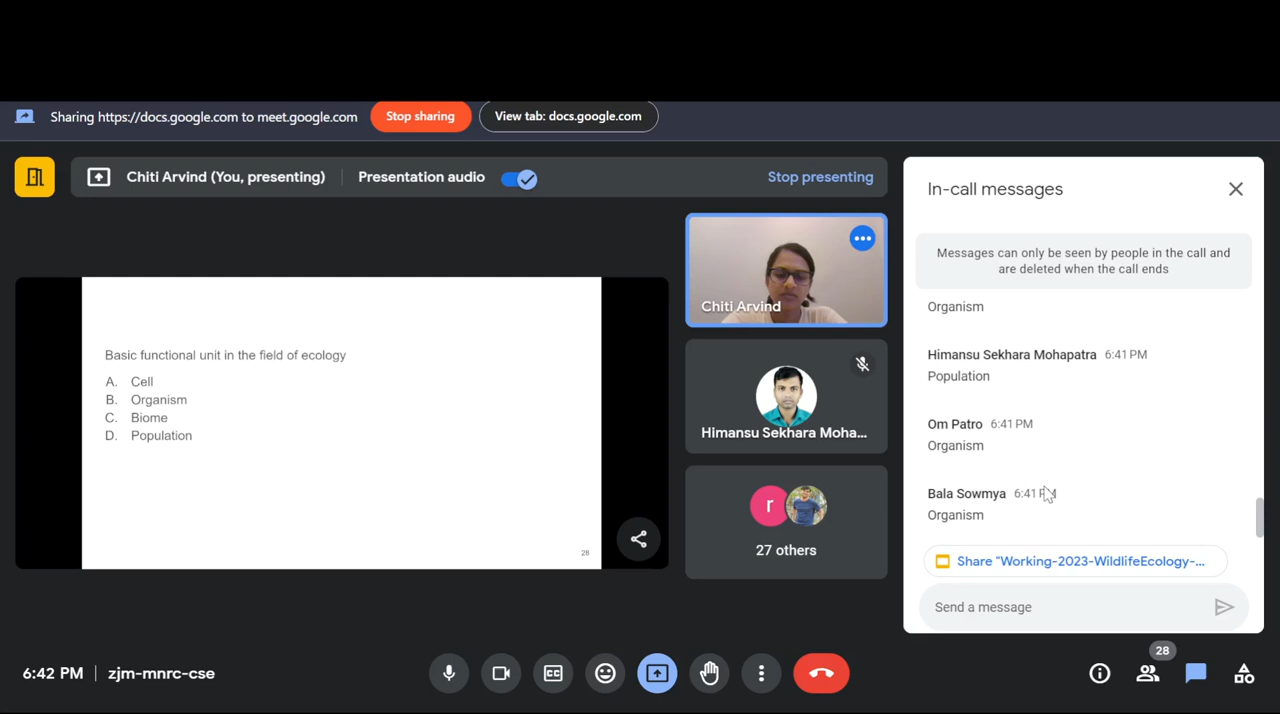 Sharing https://docs.google.com to meet.google.com
Stop sharing
View tab: docs.google.com
Chiti Arvind (You, presenting)
Presentation audio
Stop presenting
Basic functional unit in the field of ecology
A. Cell
B. Organism
C. Biome
D. Population
28
Chiti Arvind
Himansu Sekhara Moha...
r
27 others
In-call messages
Messages can only be seen by people in the call and
are deleted when the call ends
Organism
Himansu Sekhara Mohapatra 6:41 PM
Population
Om Patro 6:41 PM
Organism
Bala Sowmya 6:41 PM
Organism
Share "Working-2023-WildlifeEcology-...
Send a message
6:42 PM
zjm-mnrc-cse
CC
28